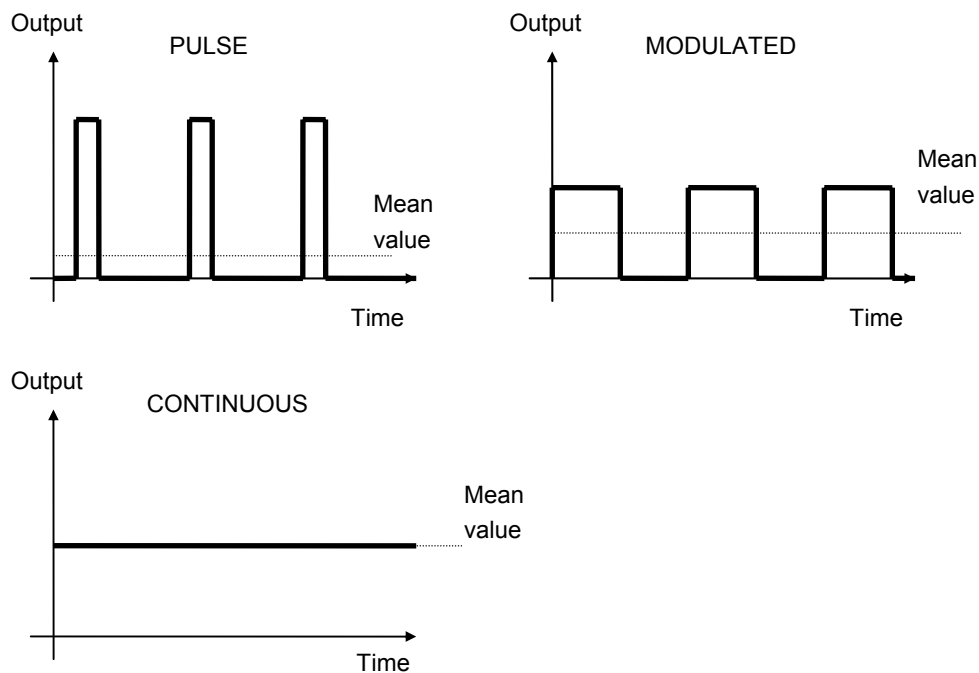 Output
PULSE
Mean
value
Time
Output
MODULATED
Mean
value
Time
Output
CONTINUOUS
Mean
value
Time